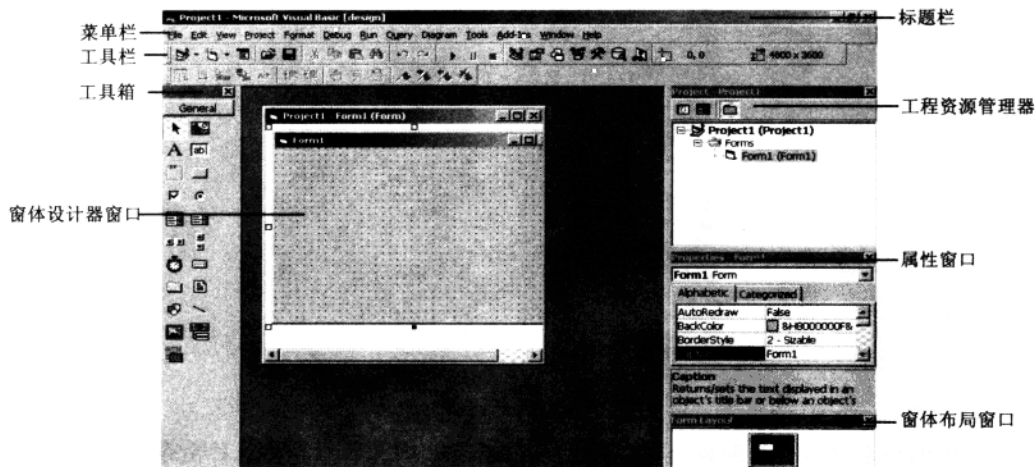 Project1 - Microsoft Visual Basic [design]
标题栏
菜单栏
File Edit View Project Format Debug Run Query Diagram Tools Add-Ins Window Help
工具栏
0, 0
4800 x 3600
工具箱
General
Project - Project1
工程资源管理器
Project1 - Form1 (Form)
Project1 (Project1)
Forms
Form1 (Form1)
Form1
窗体设计器窗口
Properties - Form1
属性窗口
Form1 Form
Alphabetic Categorized
AutoRedraw False
BackColor &H8000000F&
BorderStyle 2 - Sizable
Form1
Caption
Returns/sets the text displayed in an
object's title bar or below an object's
Form Layout
窗体布局窗口